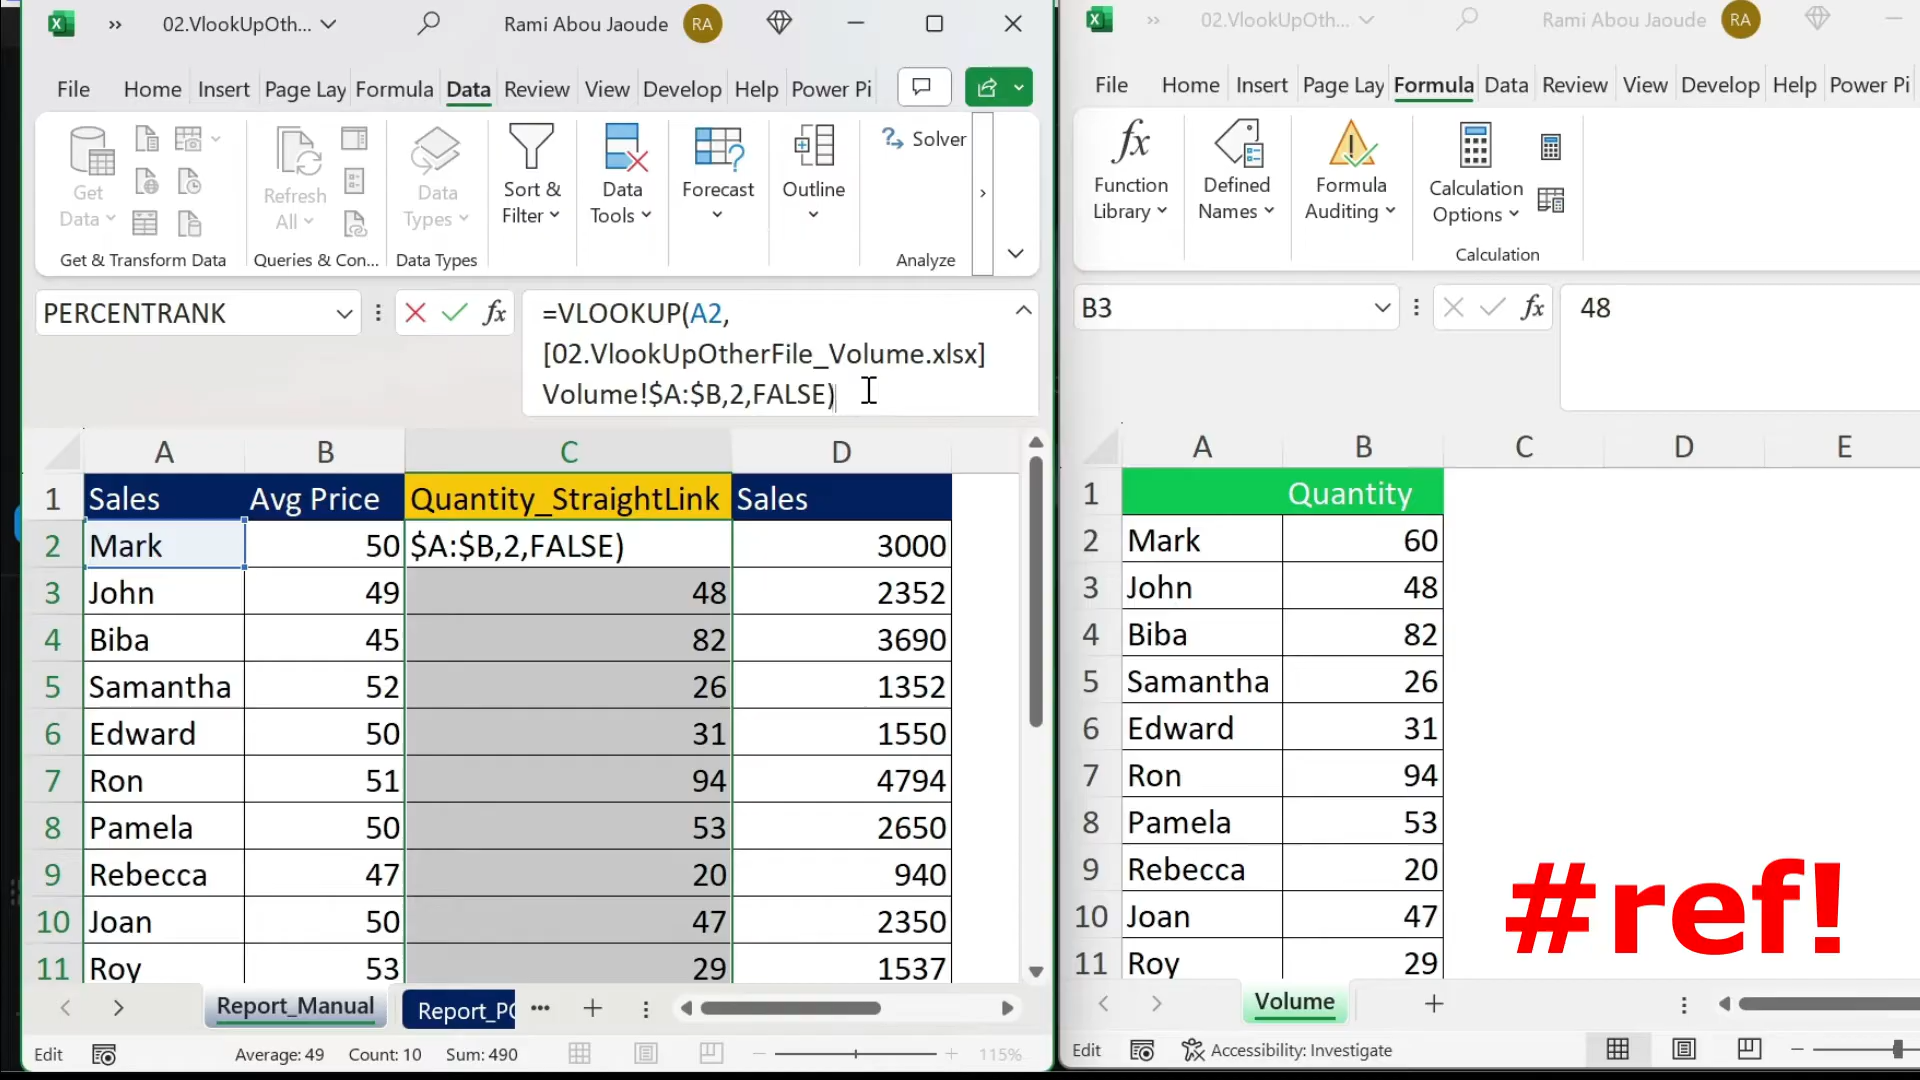 02.VlookUpOth...
Rami Abou Jaoude
RA
File Home Insert Page Lay Formula Data Review View Develop Help Power Pi
Get
Data
Refresh
All
Data
Types
Sort &
Filter
Data
Tools
Forecast
Outline
Solver
Get & Transform Data
Queries & Con...
Data Types
Analyze
PERCENTRANK
fx
=VLOOKUP(A2,
[02.VlookUpOtherFile_Volume.xlsx]
Volume!$A:$B,2,FALSE)
A B C D
1 Sales Avg Price Quantity_StraightLink Sales
2 Mark 50 $A:$B,2,FALSE) 3000
3 John 49 48 2352
4 Biba 45 82 3690
5 Samantha 52 26 1352
6 Edward 50 31 1550
7 Ron 51 94 4794
8 Pamela 50 53 2650
9 Rebecca 47 20 940
10 Joan 50 47 2350
11 Roy 53 29 1537
Report_Manual
Report_PC
Edit
Average: 49 Count: 10 Sum: 490
115%
02.VlookUpOth...
Rami Abou Jaoude
RA
File Home Insert Page Lay Formula Data Review View Develop Help Power Pi
fx
Function
Library
Defined
Names
Formula
Auditing
Calculation
Options
Calculation
B3
fx
48
A B C D E
1 Quantity
2 Mark 60
3 John 48
4 Biba 82
5 Samantha 26
6 Edward 31
7 Ron 94
8 Pamela 53
9 Rebecca 20
10 Joan 47
11 Roy 29
#ref!
Volume
Edit
Accessibility: Investigate